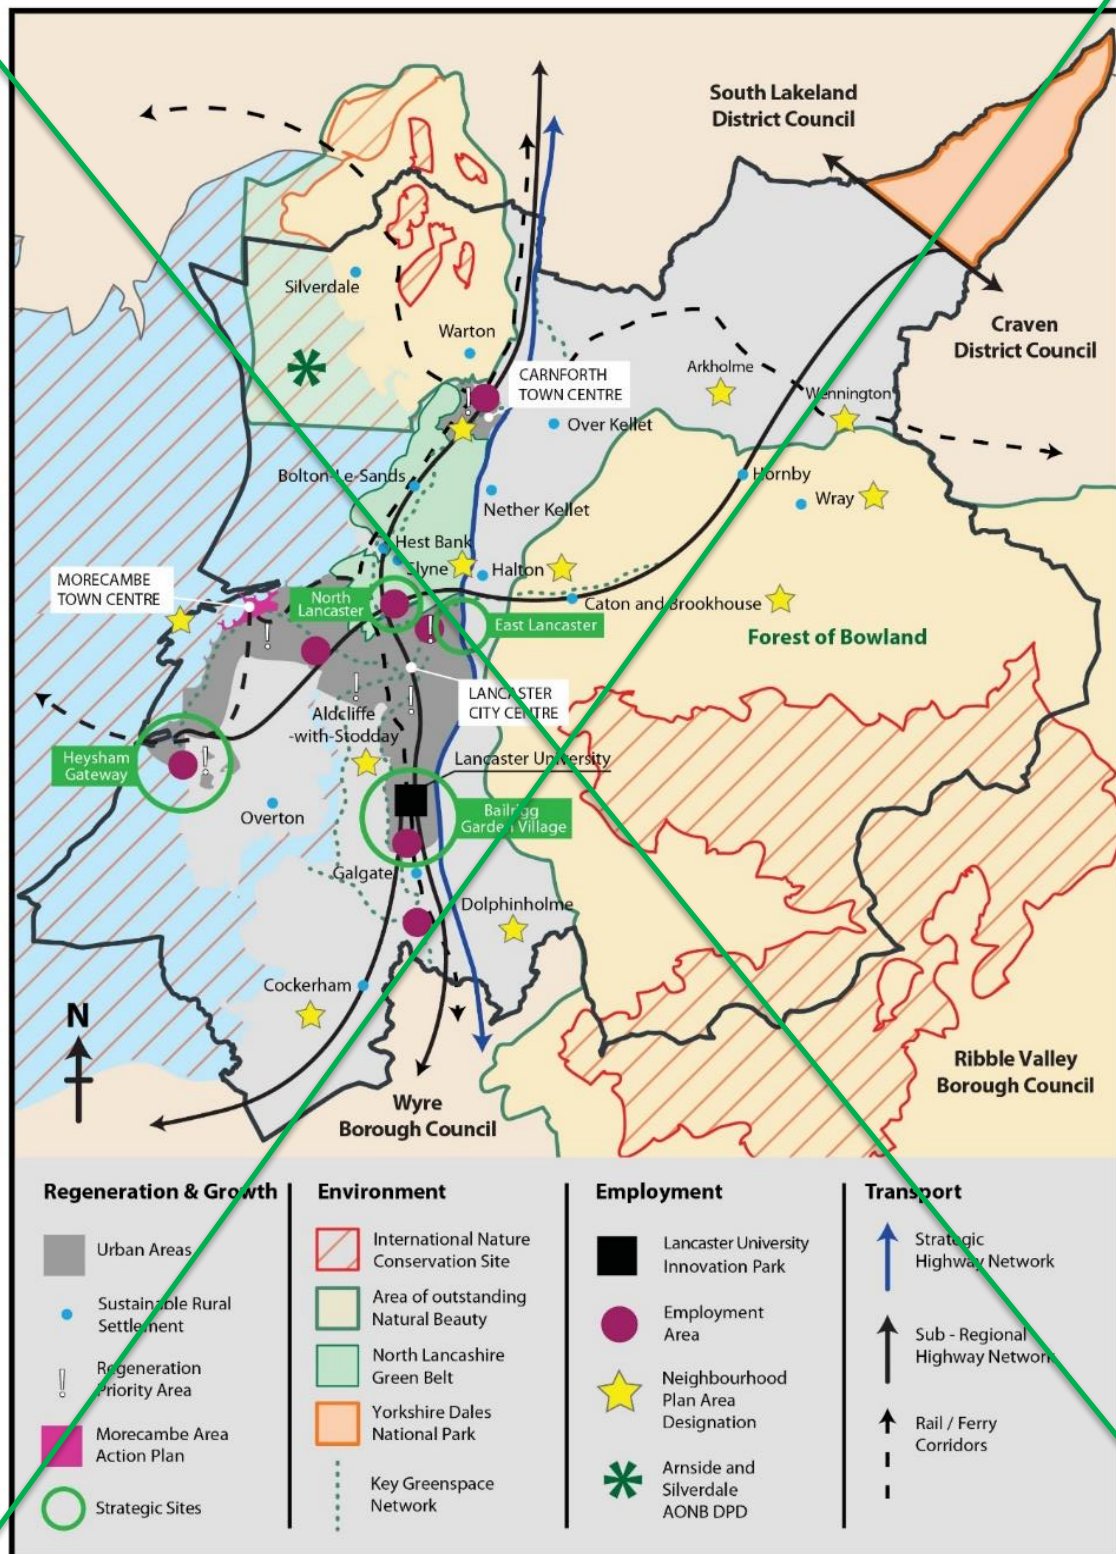 South Lakeland
District Council
Silverdale
Warton
CARNFORTH
TOWN CENTRE
Craven
District Council
Arkholme
Wennington
Over Kellet
Bolton-Le-Sands
Hornby
Wray
Nether Kellet
Hest Bank
Slyne
Halton
MORECAMBE
TOWN CENTRE
North
Lancaster
Caton and Brookhouse
East Lancaster
Forest of Bowland
LANCASTER
CITY CENTRE
Aldcliffe
-with-Stodday
Heysham
Gateway
Lancaster University
Overton
Bailrigg
Garden Village
Galgate
Dolphinholme
Cockerham
N
Ribble Valley
Borough Council
Wyre
Borough Council
Regeneration & Growth
Urban Areas
Sustainable Rural
Settlement
!
Regeneration
Priority Area
Morecambe Area
Action Plan
Strategic Sites
Environment
International Nature
Conservation Site
Area of outstanding
Natural Beauty
North Lancashire
Green Belt
Yorkshire Dales
National Park
Key Greenspace
Network
Employment
Lancaster University
Innovation Park
Employment
Area
Neighbourhood
Plan Area
Designation
Arnside and
Silverdale
AONB DPD
Transport
Strategic
Highway Network
Sub - Regional
Highway Network
Rail / Ferry
Corridors